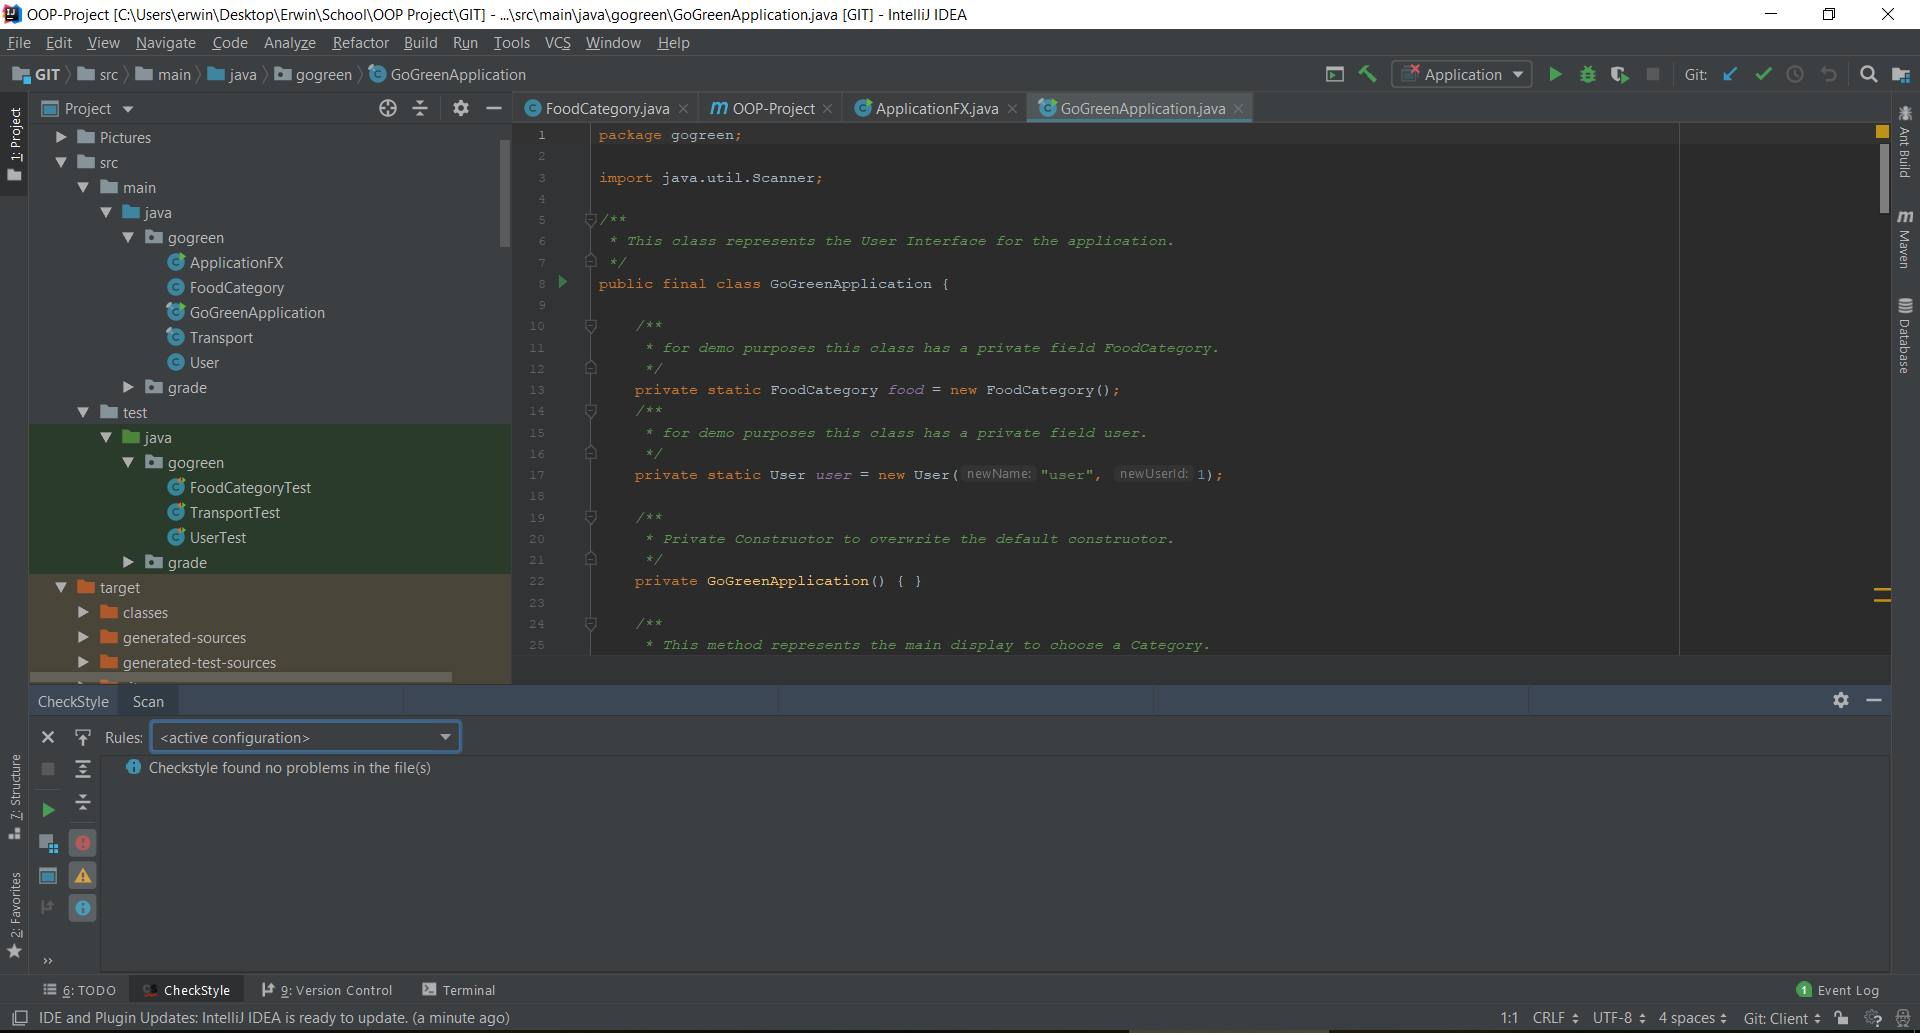 OOP-Project [C:\Users\erwin\Desktop\Erwin\School\OOP Project\GIT] - ...\src\main\java\gogreen\GoGreenApplication.java [GIT] - IntelliJ IDEA
File Edit View Navigate Code Analyze Refactor Build Run Tools VCS Window Help
GIT src main java gogreen GoGreenApplication Application Git:
1: Project
Project
FoodCategory.java OOP-Project ApplicationFX.java GoGreenApplication.java
Pictures
src
main
java
gogreen
ApplicationFX
FoodCategory
GoGreenApplication
Transport
User
grade
test
java
gogreen
FoodCategoryTest
TransportTest
UserTest
grade
target
classes
generated-sources
generated-test-sources
1 package gogreen;
2
3 import java.util.Scanner;
4
5 /**
6 * This class represents the User Interface for the application.
7 */
8 public final class GoGreenApplication {
9
10 /**
11 * for demo purposes this class has a private field FoodCategory.
12 */
13 private static FoodCategory food = new FoodCategory();
14 /**
15 * for demo purposes this class has a private field user.
16 */
17 private static User user = new User( newName: "user", newUserId: 1);
18
19 /**
20 * Private Constructor to overwrite the default constructor.
21 */
22 private GoGreenApplication() { }
23
24 /**
25 * This method represents the main display to choose a Category.
Ant Build
Maven
Database
CheckStyle Scan
Rules: <active configuration>
Checkstyle found no problems in the file(s)
7: Structure
2: Favorites
6: TODO CheckStyle 9: Version Control Terminal 1 Event Log
IDE and Plugin Updates: IntelliJ IDEA is ready to update. (a minute ago) 1:1 CRLF UTF-8 4 spaces Git: Client